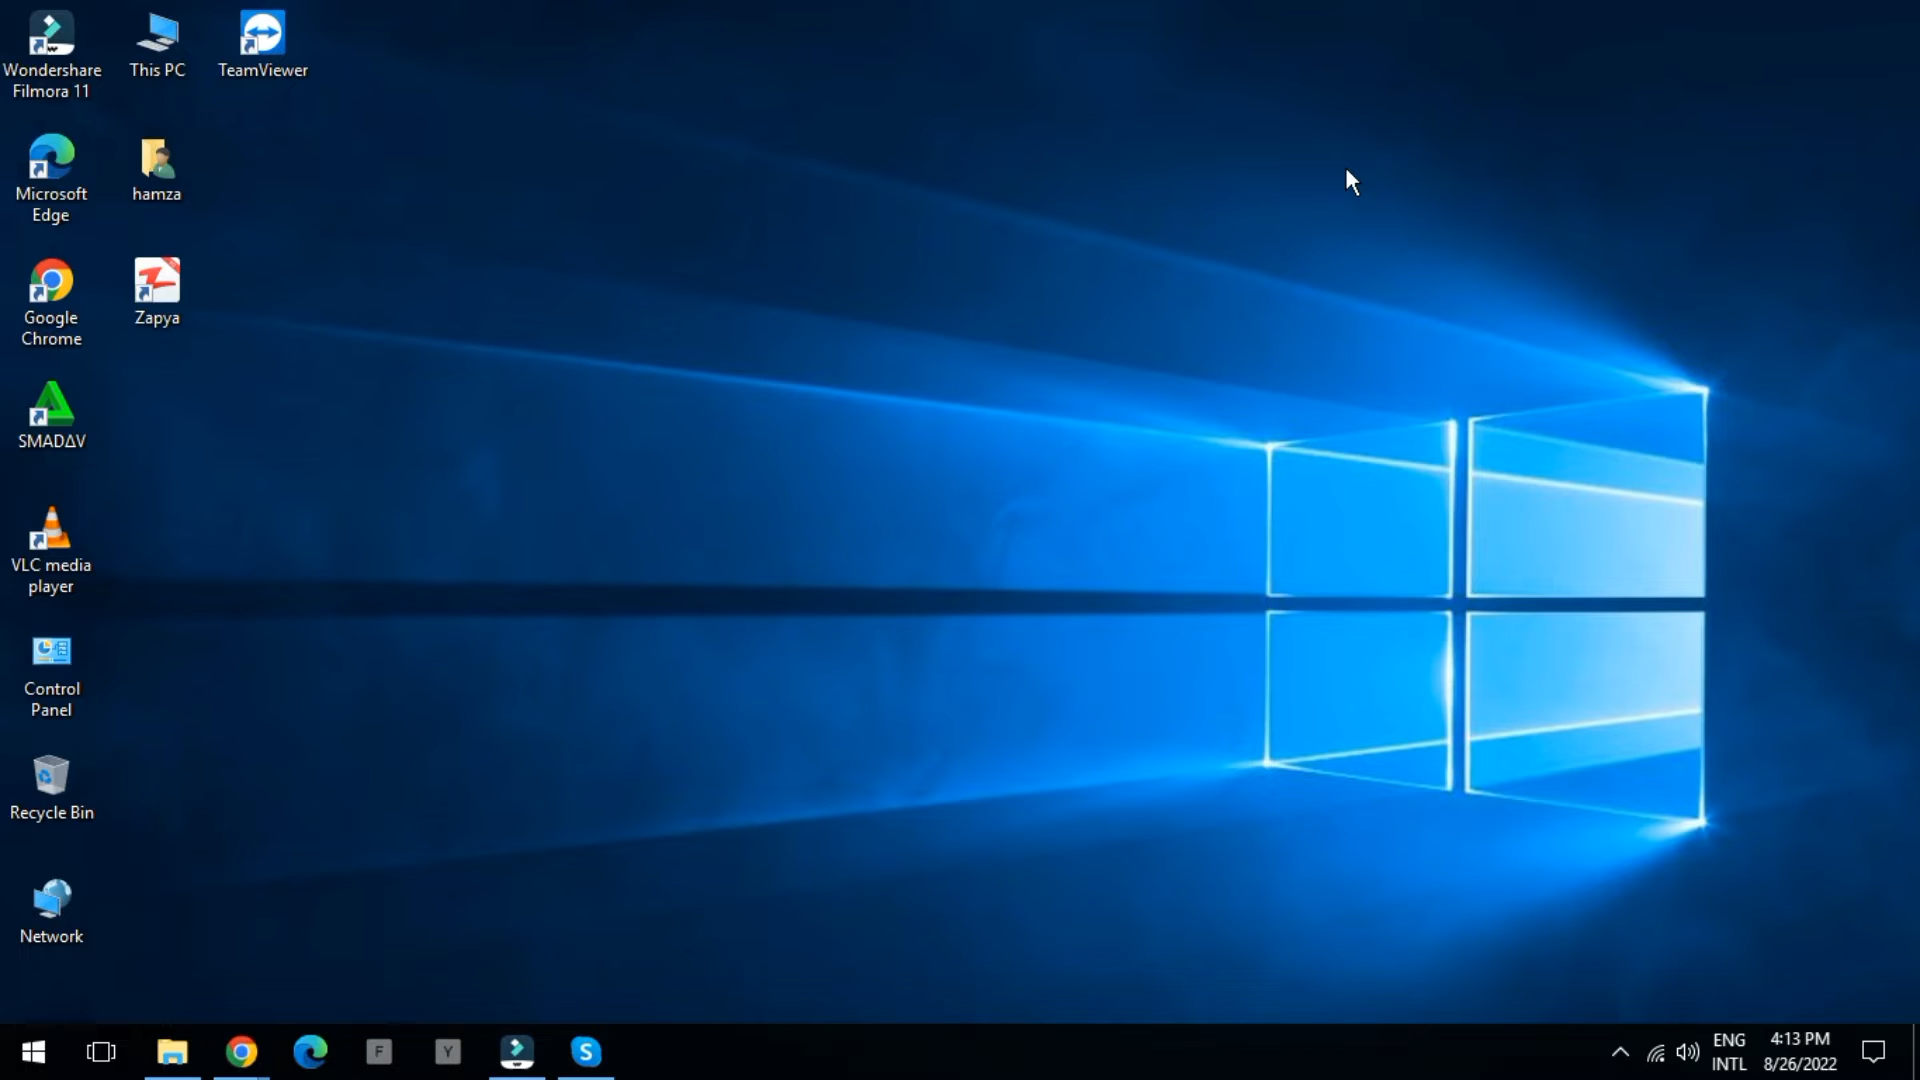 Wondershare
Filmora 11
This PC
TeamViewer
Microsoft
Edge
hamza
Google
Chrome
Zapya
SMADΔV
VLC media
player
Control
Panel
Recycle Bin
Network
F
Y
S
ENG
INTL
4:13 PM
8/26/2022